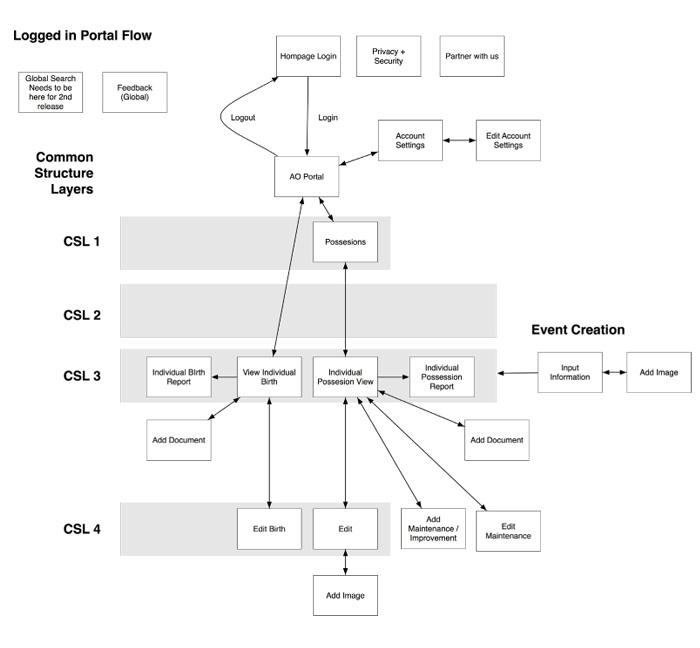 Logged in Portal Flow
Hompage Login
Privacy +
Security
Partner with us
Global Search
Needs to be
here for 2nd
release
Feedback
(Global)
Logout
Login
Account
Settings
Edit Account
Settings
Common
Structure
Layers
AO Portal
CSL 1
Possesions
CSL 2
Event Creation
CSL 3
Individual BIrth
Report
View Individual
Birth
Individual
Possesion View
Individual
Possession
Report
Input
Information
Add Image
Add Document
Add Document
CSL 4
Edit Birth
Edit
Add
Maintenance /
Improvement
Edit
Maintenance
Add Image